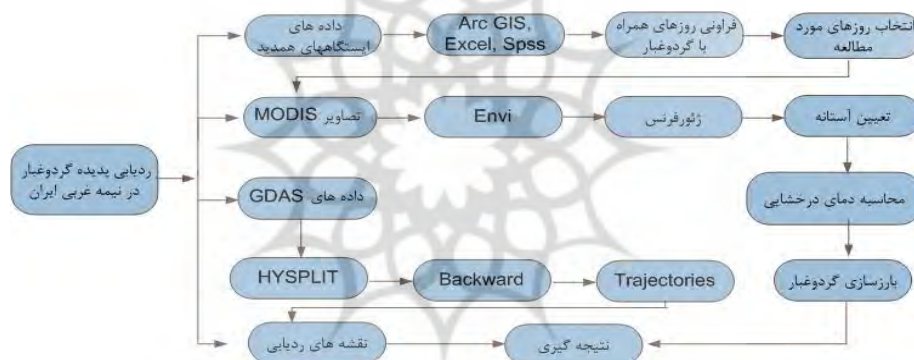 داده های
ایستگاههای همدید
Arc GIS,
Excel, Spss
فراونی روزهای همراه
با گردوغبار
انتخاب روزهای مورد
مطالعه
تصاویر MODIS
Envi
ژئورفرنس
تعیین آستانه
ردیابی پدیده گردوغبار
در نیمه غربی ایران
داده های GDAS
محاسبه دمای درخشایی
HYSPLIT
Backward
Trajectories
بارزسازی گردوغبار
نقشه های ردیابی
نتیجه گیری